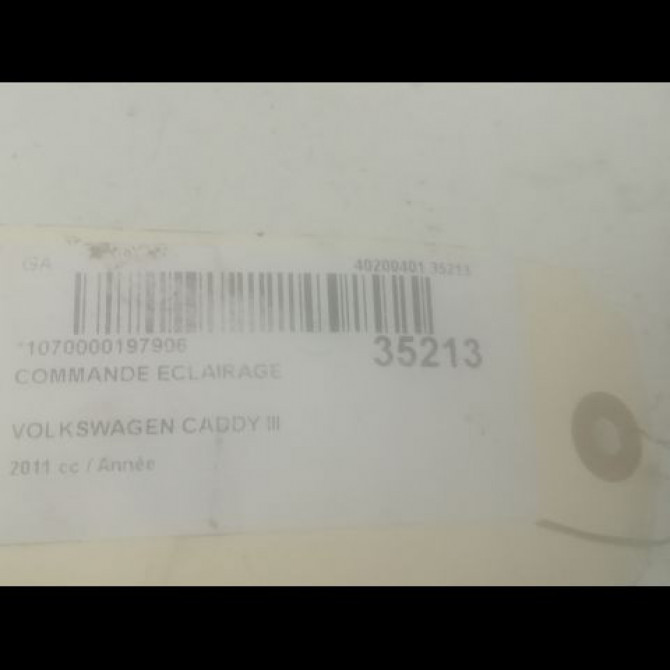 GA 40200401 35213
*1070000197906 35213
COMMANDE ECLAIRAGE
VOLKSWAGEN CADDY III
2011 cc / Année